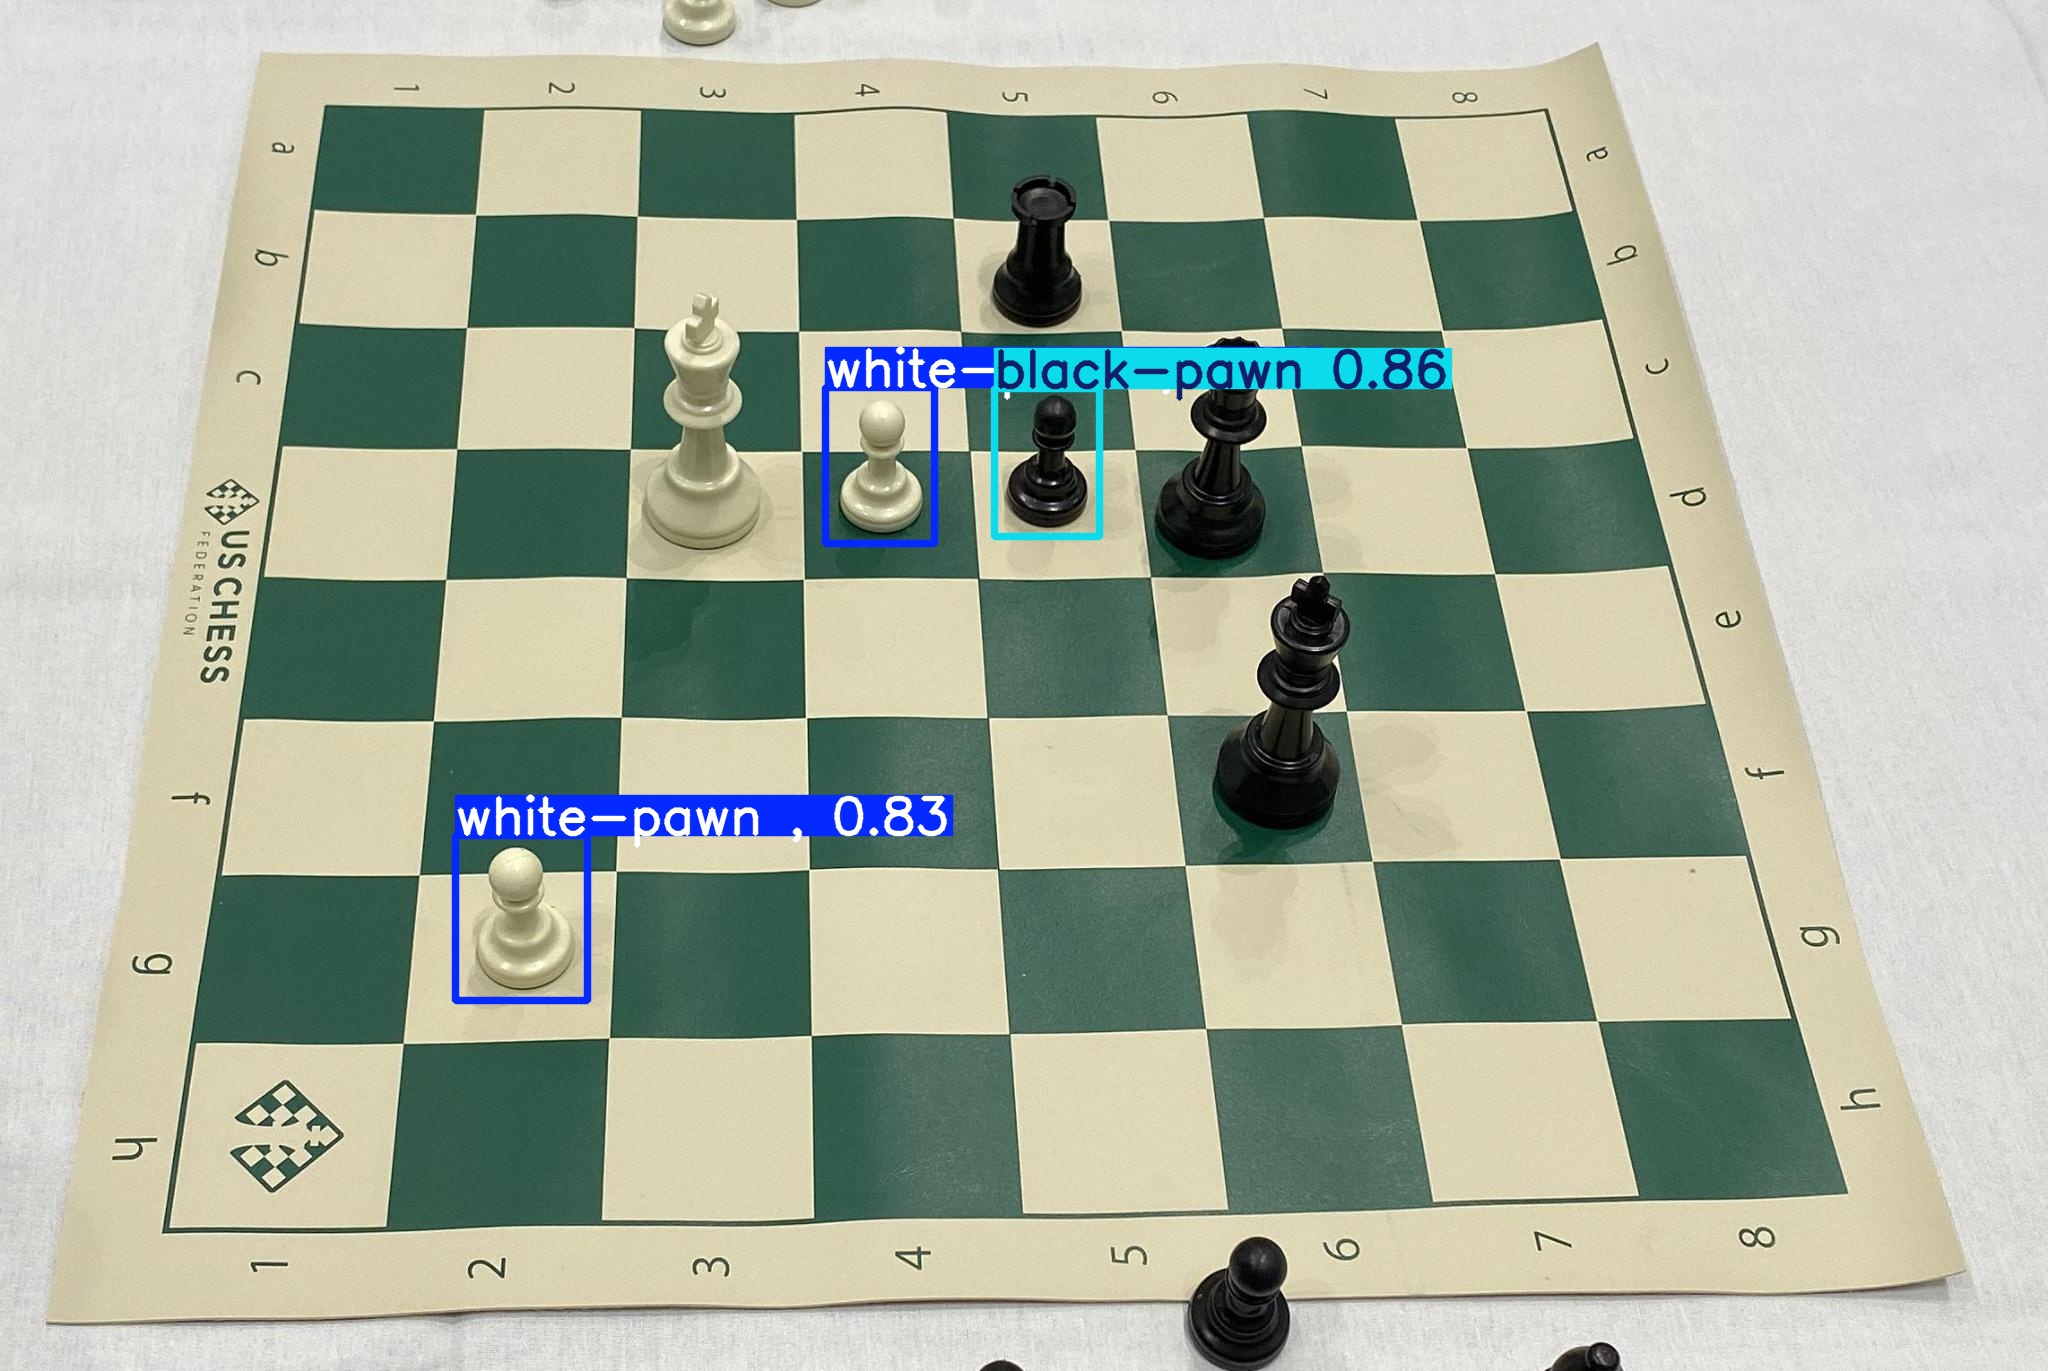 1 2 3 4 5 6 7 8
a a
b b
c c
white-black-pawn 0.86
d
US CHESS
FEDERATION
e
white-pawn , 0.83
f f
g g
h h
1 2 3 4 5 6 7 8